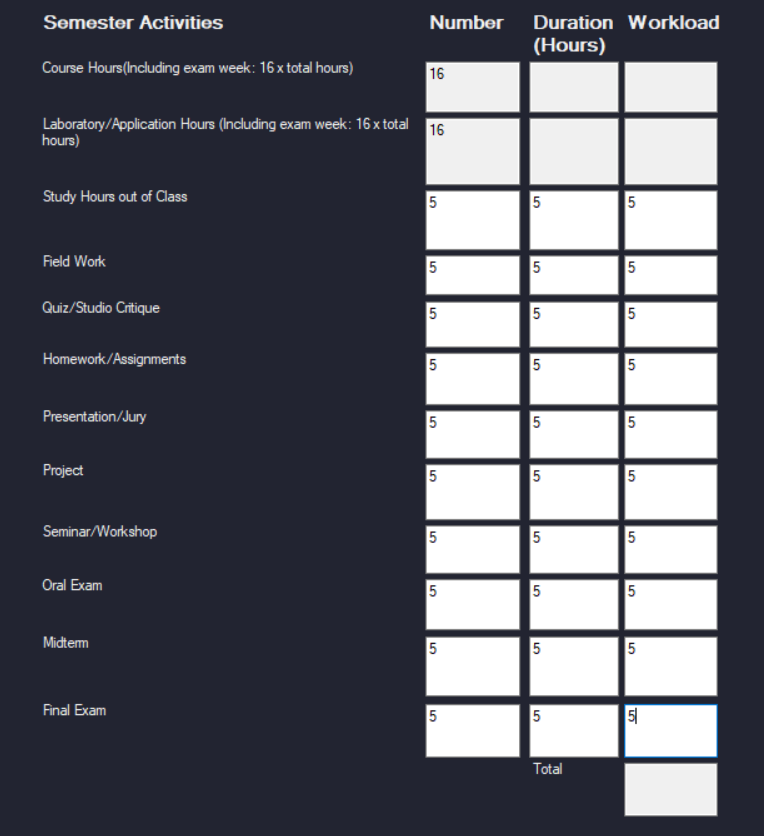 Semester Activities Number Duration Workload
(Hours)
Course Hours(Including exam week: 16 x total hours) 16
Laboratory/Application Hours (Including exam week: 16 x total 16
hours)
Study Hours out of Class 5 5 5
Field Work 5 5 5
Quiz/Studio Critique 5 5 5
Homework/Assignments 5 5 5
Presentation/Jury 5 5 5
Project 5 5 5
Seminar/Workshop 5 5 5
Oral Exam 5 5 5
Midterm 5 5 5
Final Exam 5 5 5
Total